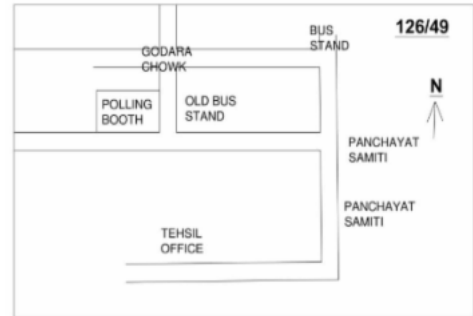 BUS
STAND
126/49
GODARA
CHOWK
N
POLLING
BOOTH
OLD BUS
STAND
PANCHAYAT
SAMITI
PANCHAYAT
SAMITI
TEHSIL
OFFICE